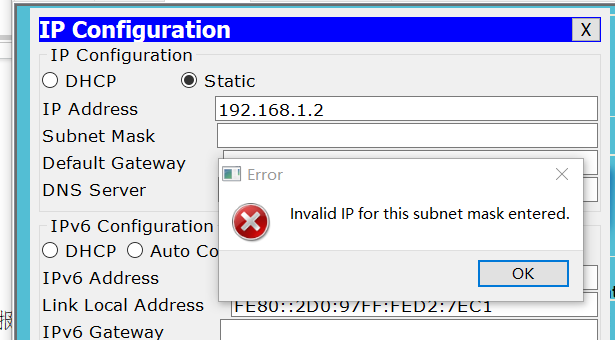 IP Configuration
X
IP Configuration
DHCP
Static
IP Address
192.168.1.2
Subnet Mask
Default Gateway
DNS Server
Error
Invalid IP for this subnet mask entered.
OK
IPv6 Configuration
DHCP
Auto Co
IPv6 Address
Link Local Address
FE80::2D0:97FF:FED2:7EC1
IPv6 Gateway
报